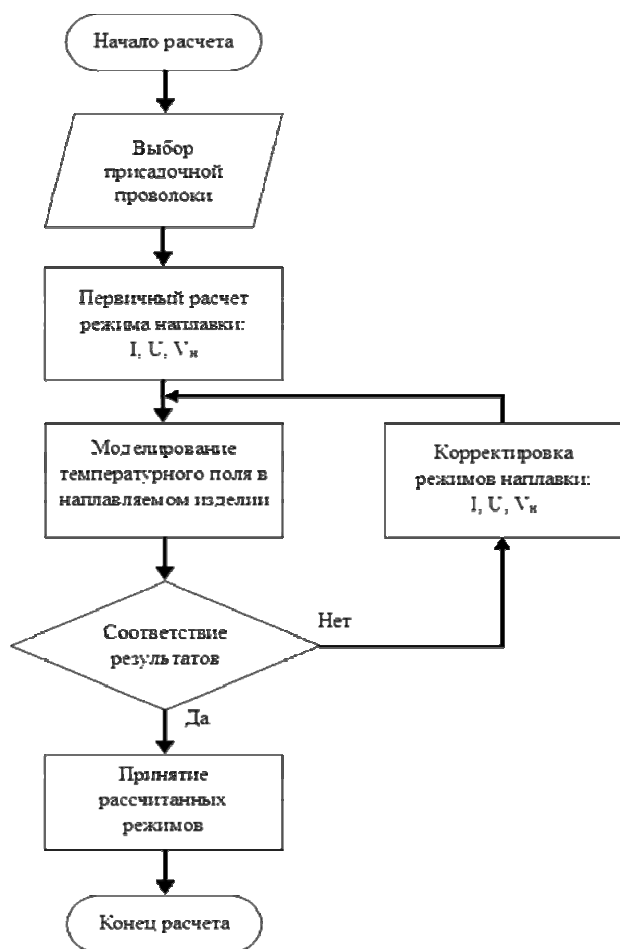 Начало расчета
Выбор
присадочной
проволоки
Первичный расчет
режима наплавки:
I, U, Vн
Моделирование
температурного поля в
наплавляемом изделии
Корректировка
режимов наплавки:
I, U, Vн
Соответствие
результатов
Нет
Да
Принятие
рассчитанных
режимов
Конец расчета